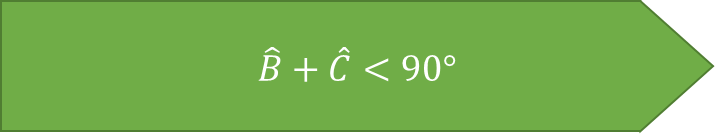 B̂ + Ĉ < 90°